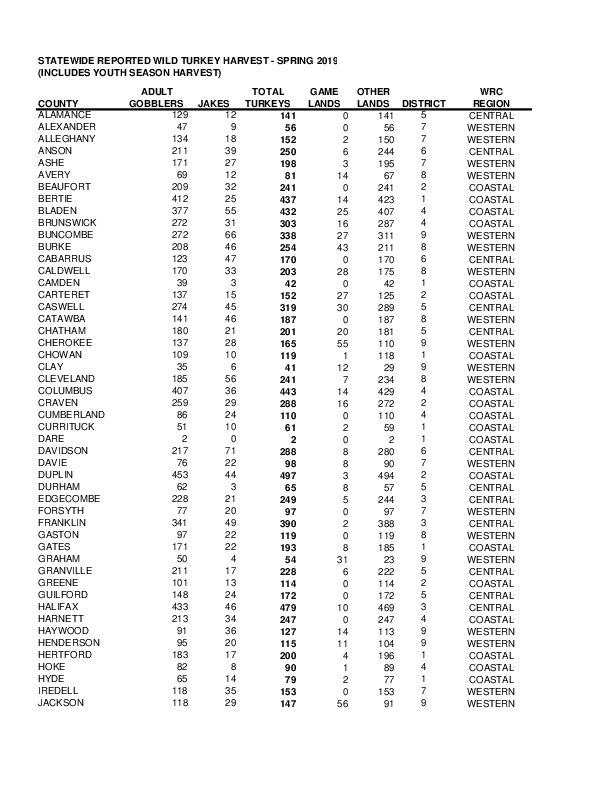 STATEWIDE REPORTED WILD TURKEY HARVEST - SPRING 2019
(INCLUDES YOUTH SEASON HARVEST)
ADULT TOTAL GAME OTHER WRC
COUNTY GOBBLERS JAKES TURKEYS LANDS LANDS DISTRICT REGION
ALAMANCE 129 12 141 0 141 5 CENTRAL
ALEXANDER 47 9 56 0 56 7 WESTERN
ALLEGHANY 134 18 152 2 150 7 WESTERN
ANSON 211 39 250 6 244 6 CENTRAL
ASHE 171 27 198 3 195 7 WESTERN
AVERY 69 12 81 14 67 8 WESTERN
BEAUFORT 209 32 241 0 241 2 COASTAL
BERTIE 412 25 437 14 423 1 COASTAL
BLADEN 377 55 432 25 407 4 COASTAL
BRUNSWICK 272 31 303 16 287 4 COASTAL
BUNCOMBE 272 66 338 27 311 9 WESTERN
BURKE 208 46 254 43 211 8 WESTERN
CABARRUS 123 47 170 0 170 6 CENTRAL
CALDWELL 170 33 203 28 175 8 WESTERN
CAMDEN 39 3 42 0 42 1 COASTAL
CARTERET 137 15 152 27 125 2 COASTAL
CASWELL 274 45 319 30 289 5 CENTRAL
CATAWBA 141 46 187 0 187 8 WESTERN
CHATHAM 180 21 201 20 181 5 CENTRAL
CHEROKEE 137 28 165 55 110 9 WESTERN
CHOWAN 109 10 119 1 118 1 COASTAL
CLAY 35 6 41 12 29 9 WESTERN
CLEVELAND 185 56 241 7 234 8 WESTERN
COLUMBUS 407 36 443 14 429 4 COASTAL
CRAVEN 259 29 288 16 272 2 COASTAL
CUMBERLAND 86 24 110 0 110 4 COASTAL
CURRITUCK 51 10 61 2 59 1 COASTAL
DARE 2 0 2 0 2 1 COASTAL
DAVIDSON 217 71 288 8 280 6 CENTRAL
DAVIE 76 22 98 8 90 7 WESTERN
DUPLIN 453 44 497 3 494 2 COASTAL
DURHAM 62 3 65 8 57 5 CENTRAL
EDGECOMBE 228 21 249 5 244 3 CENTRAL
FORSYTH 77 20 97 0 97 7 WESTERN
FRANKLIN 341 49 390 2 388 3 CENTRAL
GASTON 97 22 119 0 119 8 WESTERN
GATES 171 22 193 8 185 1 COASTAL
GRAHAM 50 4 54 31 23 9 WESTERN
GRANVILLE 211 17 228 6 222 5 CENTRAL
GREENE 101 13 114 0 114 2 COASTAL
GUILFORD 148 24 172 0 172 5 CENTRAL
HALIFAX 433 46 479 10 469 3 CENTRAL
HARNETT 213 34 247 0 247 4 COASTAL
HAYWOOD 91 36 127 14 113 9 WESTERN
HENDERSON 95 20 115 11 104 9 WESTERN
HERTFORD 183 17 200 4 196 1 COASTAL
HOKE 82 8 90 1 89 4 COASTAL
HYDE 65 14 79 2 77 1 COASTAL
IREDELL 118 35 153 0 153 7 WESTERN
JACKSON 118 29 147 56 91 9 WESTERN